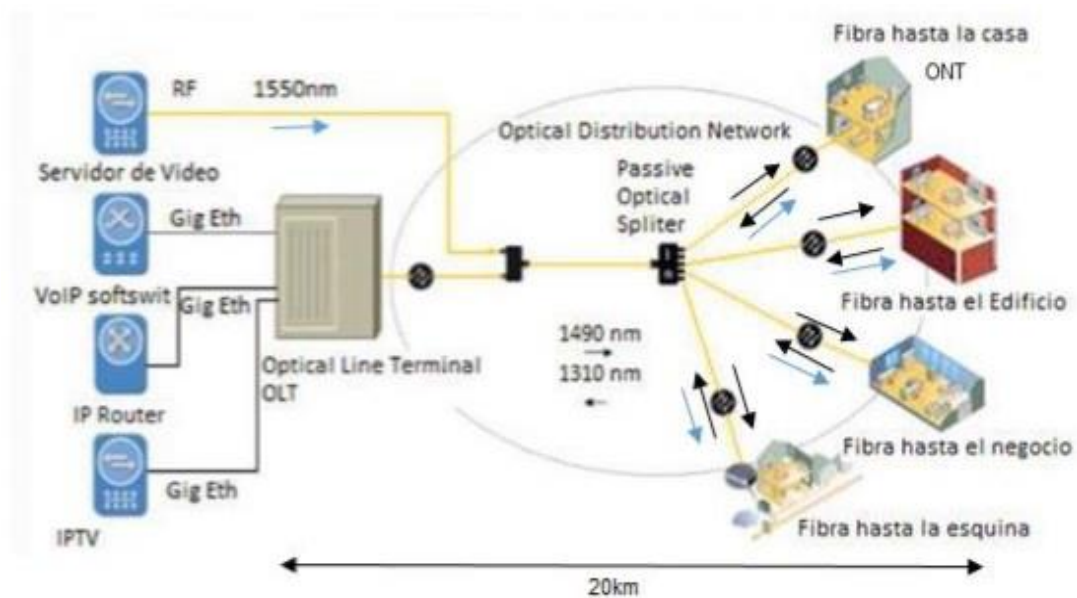 Fibra hasta la casa
ONT
RF
1550nm
Optical Distribution Network
Servidor de Video
Passive
Optical
Spliter
Gig Eth
VoIP softswit
Gig Eth
Fibra hasta el Edificio
1490 nm
1310 nm
Optical Line Terminal
OLT
IP Router
Fibra hasta el negocio
Gig Eth
IPTV
Fibra hasta la esquina
20km